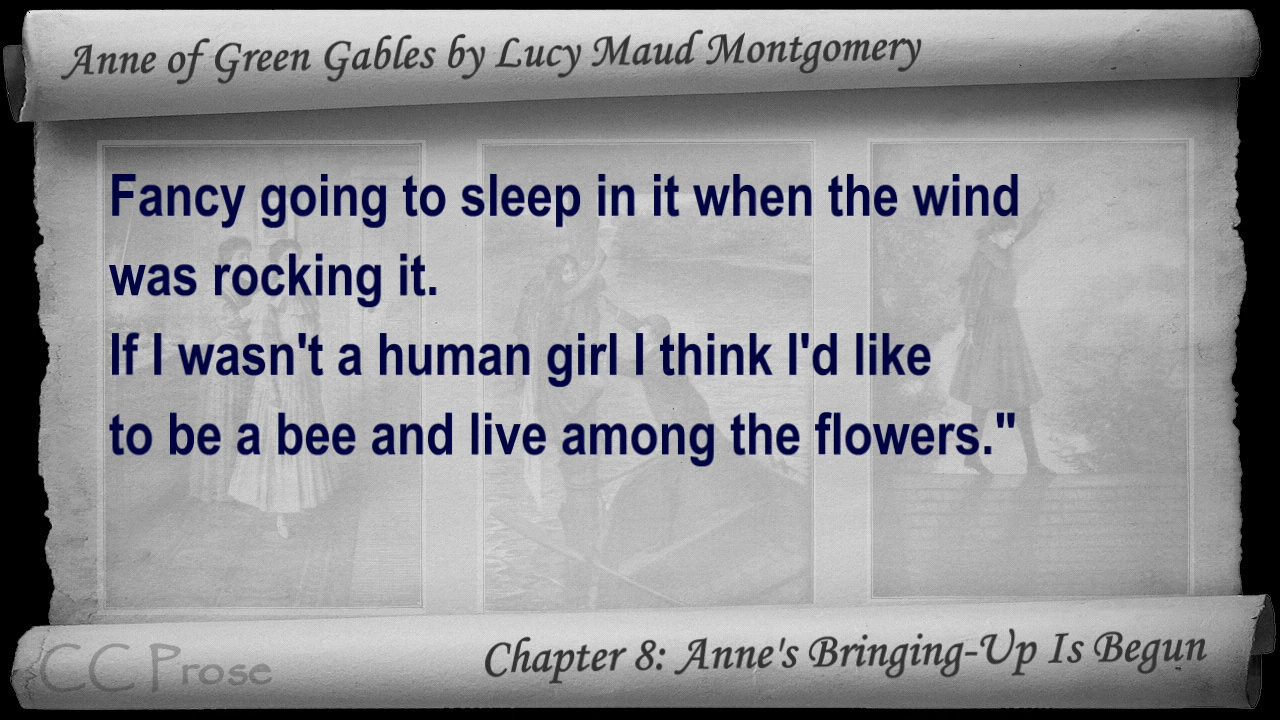 Anne of Green Gables by Lucy Maud Montgomery
Fancy going to sleep in it when the wind
was rocking it.
If I wasn't a human girl I think I'd like
to be a bee and live among the flowers."
CC Prose
Chapter 8: Anne's Bringing-Up Is Begun